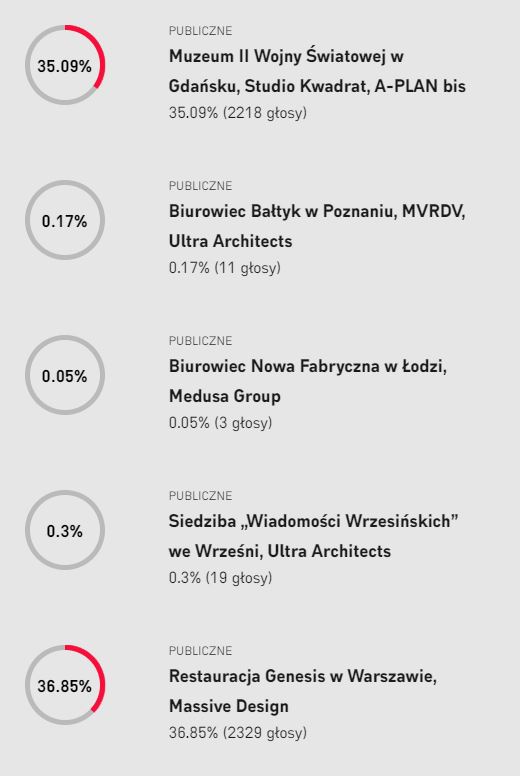 35.09%
PUBLICZNE
Muzeum II Wojny Światowej w
Gdańsku, Studio Kwadrat, A-PLAN bis
35.09% (2218 głosy)
0.17%
PUBLICZNE
Biurowiec Bałtyk w Poznaniu, MVRDV,
Ultra Architects
0.17% (11 głosy)
0.05%
PUBLICZNE
Biurowiec Nowa Fabryczna w Łodzi,
Medusa Group
0.05% (3 głosy)
0.3%
PUBLICZNE
Siedziba „Wiadomości Wrzesińskich”
we Wrześni, Ultra Architects
0.3% (19 głosy)
36.85%
PUBLICZNE
Restauracja Genesis w Warszawie,
Massive Design
36.85% (2329 głosy)